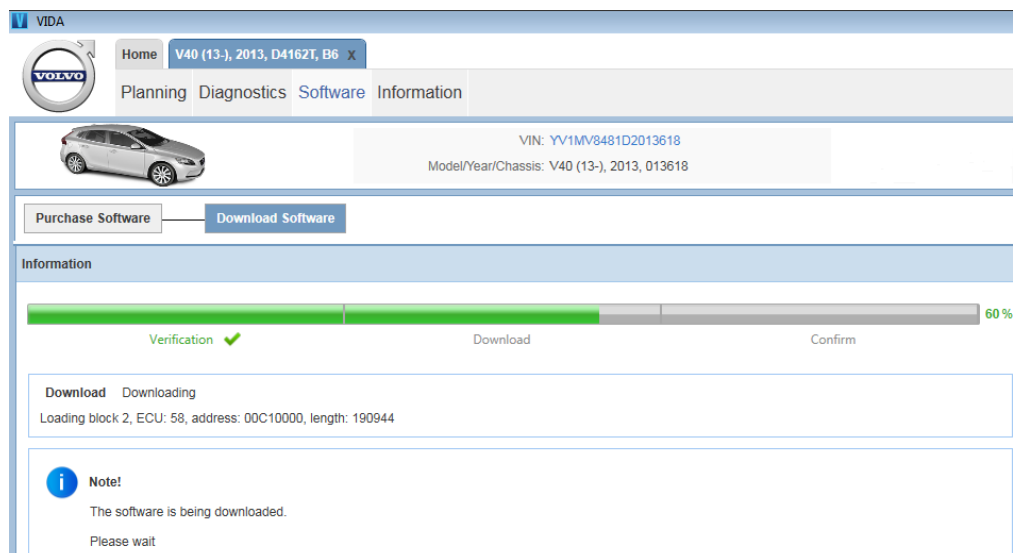 VIDA
Home V40 (13-), 2013, D4162T, B6 X
VOLVO
Planning Diagnostics Software Information
VIN: YV1MV8481D2013618
Model/Year/Chassis: V40 (13-), 2013, 013618
Purchase Software Download Software
Information
60 %
Verification Download Confirm
Download Downloading
Loading block 2, ECU: 58, address: 00C10000, length: 190944
Note!
The software is being downloaded.
Please wait